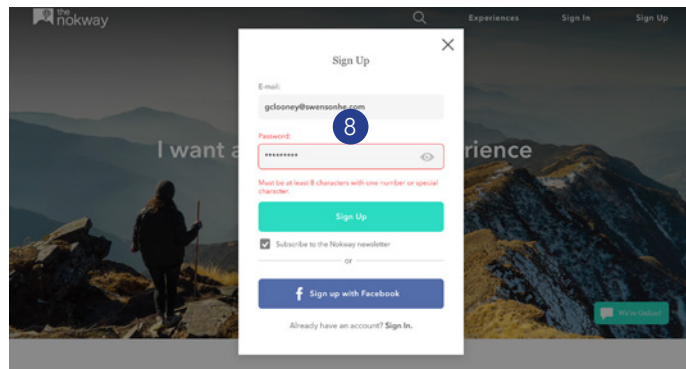 the
nokway
Experiences
Sign In
Sign Up
Sign Up
E-mail:
gclooney@swensonhe.com
8
Password:
*********
I want a
rience
Must be at least 8 characters with one number or special
character.
Sign Up
Subscribe to the Nokway newsletter
or
f Sign up with Facebook
We're Online!
Already have an account? Sign In.